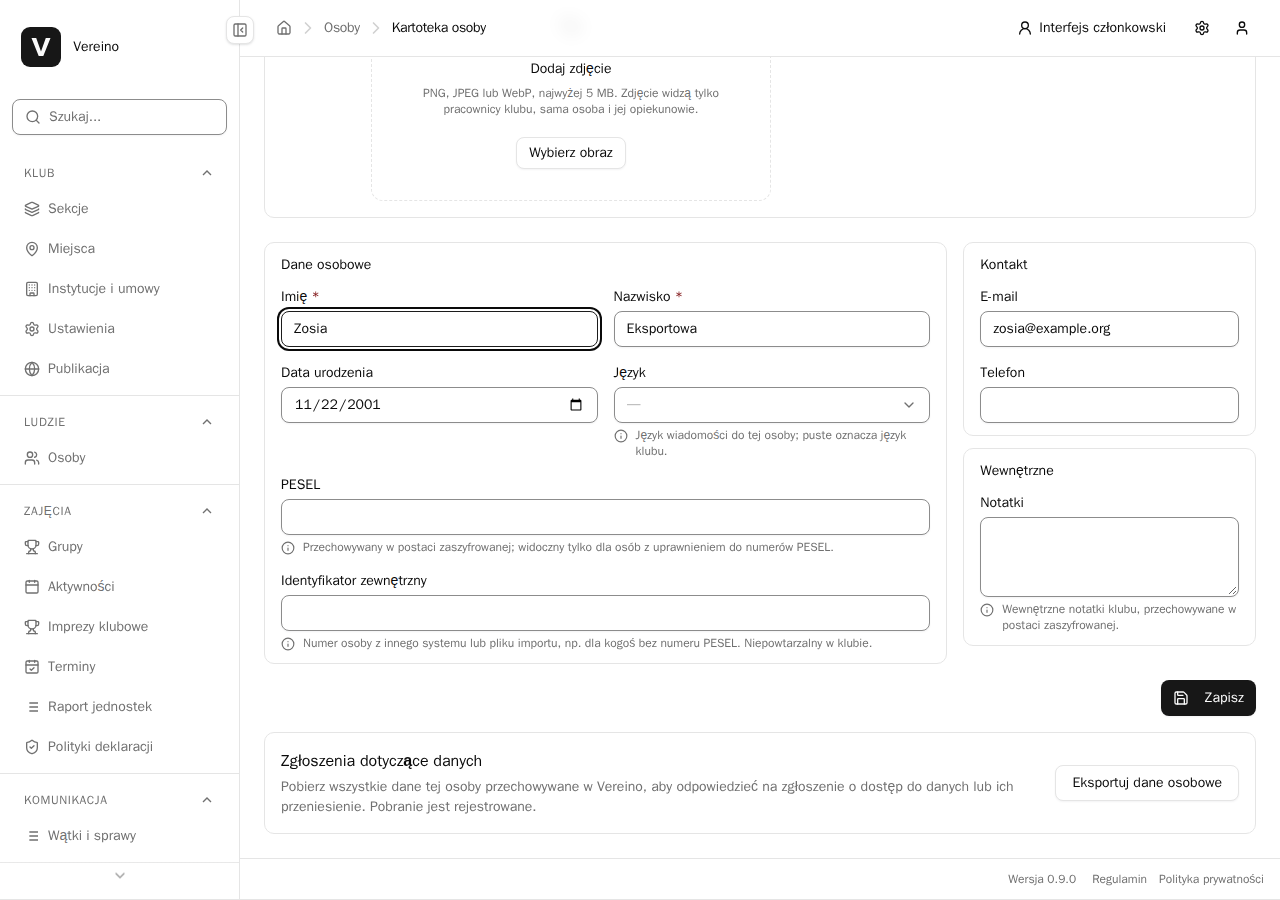 Vereino
Szukaj...
KLUB
Sekcje
Miejsca
Instytucje i umowy
Ustawienia
Publikacja
LUDZIE
Osoby
ZAJĘCIA
Grupy
Aktywności
Imprezy klubowe
Terminy
Raport jednostek
Polityki deklaracji
KOMUNIKACJA
Wątki i sprawy
Osoby
Kartoteka osoby
Interfejs członkowski
Dodaj zdjęcie
PNG, JPEG lub WebP, najwyżej 5 MB. Zdjęcie widzą tylko
pracownicy klubu, sama osoba i jej opiekunowie.
Wybierz obraz
Dane osobowe
Imię *
Zosia
Nazwisko *
Eksportowa
Data urodzenia
11/22/2001
Język
—
Język wiadomości do tej osoby; puste oznacza język
klubu.
PESEL
Przechowywany w postaci zaszyfrowanej; widoczny tylko dla osób z uprawnieniem do numerów PESEL.
Identyfikator zewnętrzny
Numer osoby z innego systemu lub pliku importu, np. dla kogoś bez numeru PESEL. Niepowtarzalny w klubie.
Kontakt
E-mail
zosia@example.org
Telefon
Wewnętrzne
Notatki
Wewnętrzne notatki klubu, przechowywane w
postaci zaszyfrowanej.
Zapisz
Zgłoszenia dotyczące danych
Pobierz wszystkie dane tej osoby przechowywane w Vereino, aby odpowiedzieć na zgłoszenie o dostęp do danych lub ich
przeniesienie. Pobranie jest rejestrowane.
Eksportuj dane osobowe
Wersja 0.9.0
Regulamin
Polityka prywatności